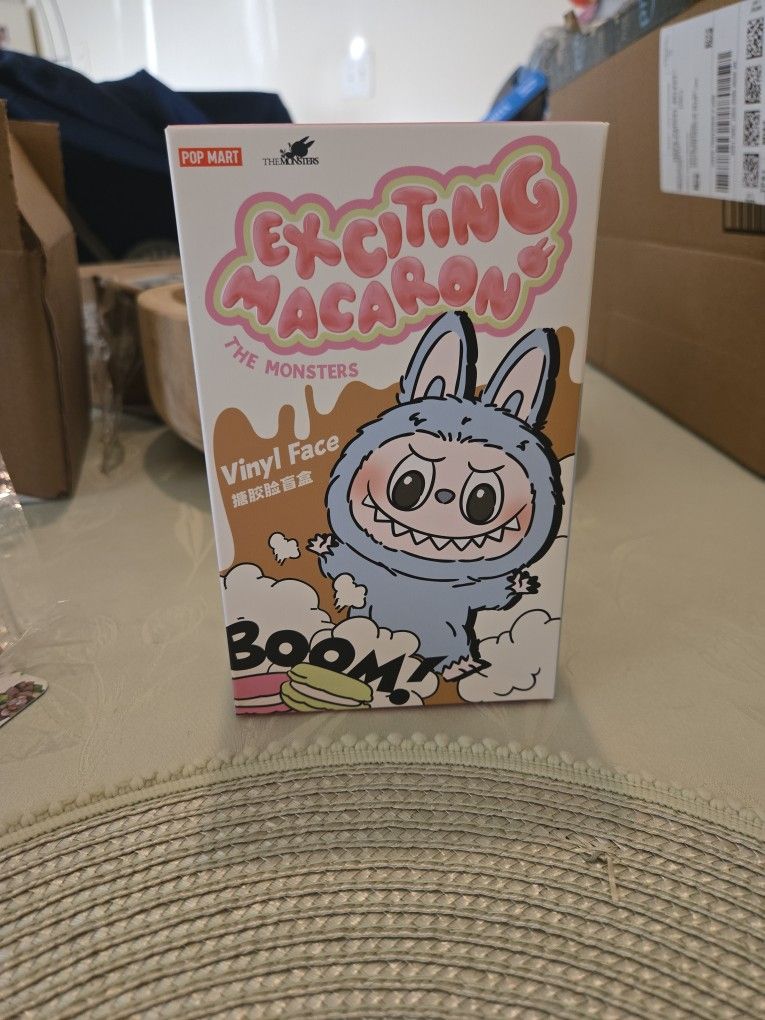 POP MART
THE MONSTERS
EXCITING
MACARON
THE MONSTERS
Vinyl Face
搪胶脸盲盒
BOOM!